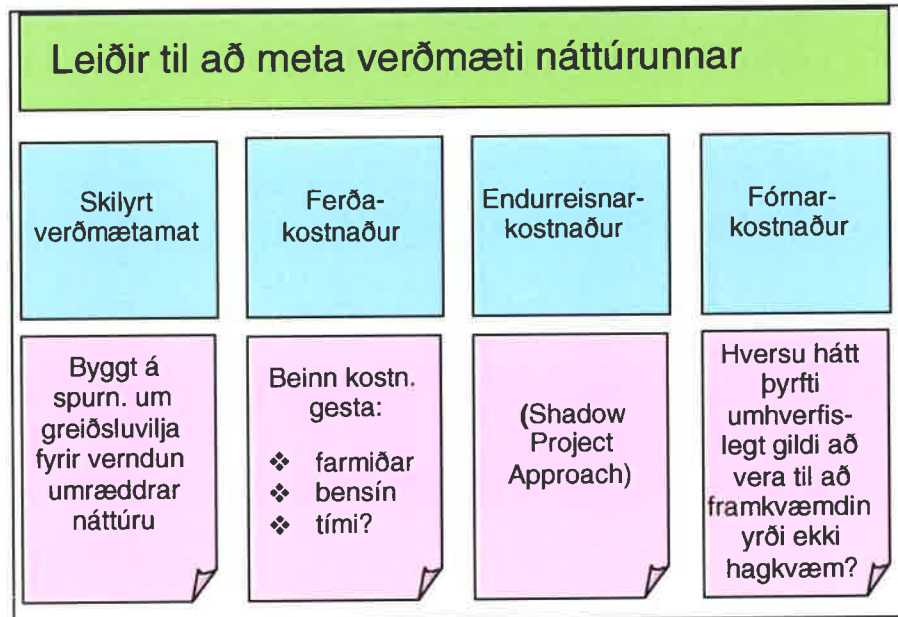 Leiðir til að meta verðmæti náttúrunnar
Skilyrt
verðmætamat
Ferða-
kostnaður
Endurreisnar-
kostnaður
Fórnar-
kostnaður
Byggt á
spurn. um
greiðsluvilja
fyrir verndun
umræddrar
náttúru
Beinn kostn.
gesta:
❖ farmiðar
❖ bensín
❖ tími?
(Shadow
Project
Approach)
Hversu hátt
þyrfti
umhverfis-
legt gildi að
vera til að
framkvæmdin
yrði ekki
hagkvæm?